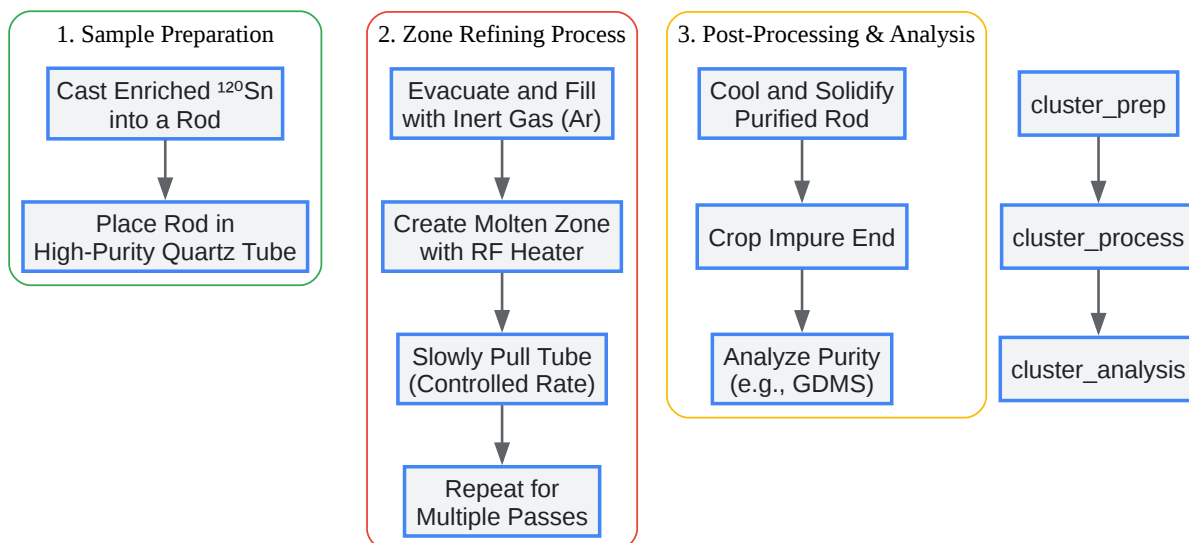 1. Sample Preparation
Cast Enriched ¹²⁰Sn
into a Rod
Place Rod in
High-Purity Quartz Tube
2. Zone Refining Process
Evacuate and Fill
with Inert Gas (Ar)
Create Molten Zone
with RF Heater
Slowly Pull Tube
(Controlled Rate)
Repeat for
Multiple Passes
3. Post-Processing & Analysis
Cool and Solidify
Purified Rod
Crop Impure End
Analyze Purity
(e.g., GDMS)
cluster_prep
cluster_process
cluster_analysis